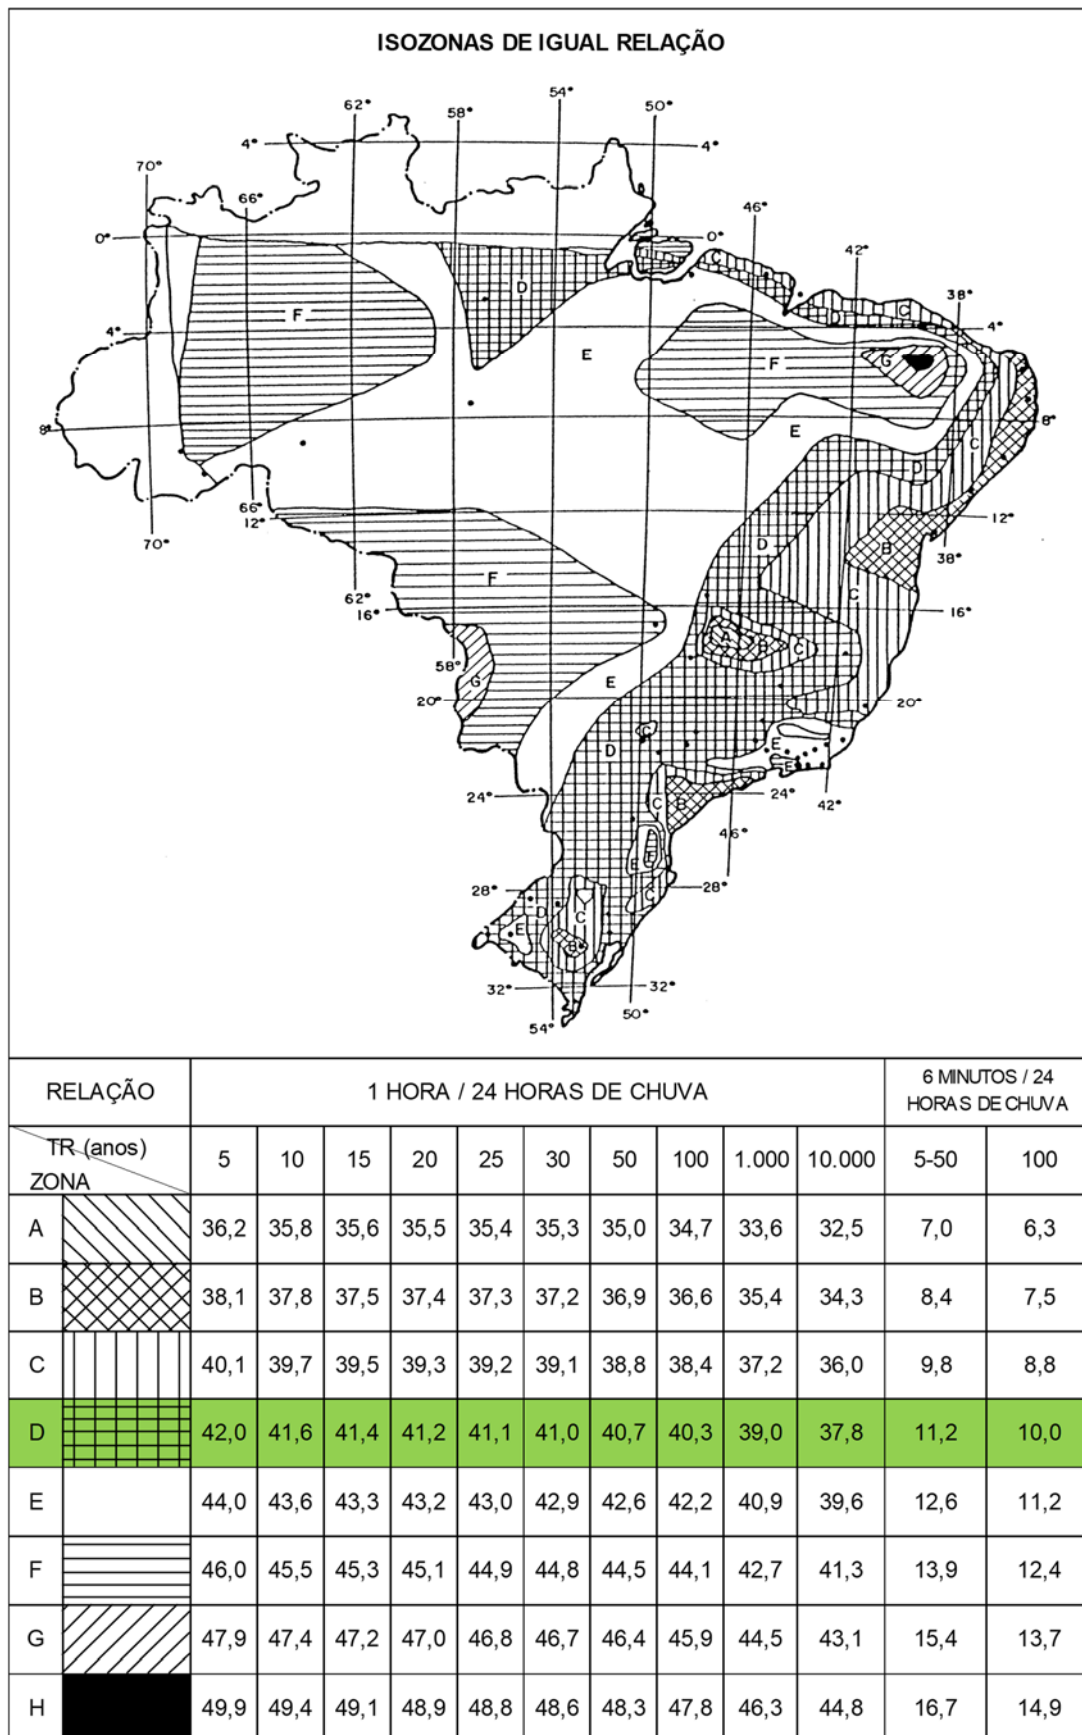 ISOZONAS DE IGUAL RELAÇÃO
54°
62° 58° 50°
4° 4°
70°
66° 46°
0° 0° 42°
C
D 38°
F C
4° D 4°
E F G
8° E C 8°
D
66° 12° 12°
70° D B 38°
F C
62° 16° 16°
A B C
58°
G E
20° 20°
C
D E
E
24° C B 24° 42°
46°
E F
28° C 28°
D C
E B
32° 32°
54° 50°
RELAÇÃO 1 HORA / 24 HORAS DE CHUVA 6 MINUTOS / 24 HORAS DE CHUVA
TR (anos) 5 10 15 20 25 30 50 100 1.000 10.000 5-50 100
ZONA
A 36,2 35,8 35,6 35,5 35,4 35,3 35,0 34,7 33,6 32,5 7,0 6,3
B 38,1 37,8 37,5 37,4 37,3 37,2 36,9 36,6 35,4 34,3 8,4 7,5
C 40,1 39,7 39,5 39,3 39,2 39,1 38,8 38,4 37,2 36,0 9,8 8,8
D 42,0 41,6 41,4 41,2 41,1 41,0 40,7 40,3 39,0 37,8 11,2 10,0
E 44,0 43,6 43,3 43,2 43,0 42,9 42,6 42,2 40,9 39,6 12,6 11,2
F 46,0 45,5 45,3 45,1 44,9 44,8 44,5 44,1 42,7 41,3 13,9 12,4
G 47,9 47,4 47,2 47,0 46,8 46,7 46,4 45,9 44,5 43,1 15,4 13,7
H 49,9 49,4 49,1 48,9 48,8 48,6 48,3 47,8 46,3 44,8 16,7 14,9